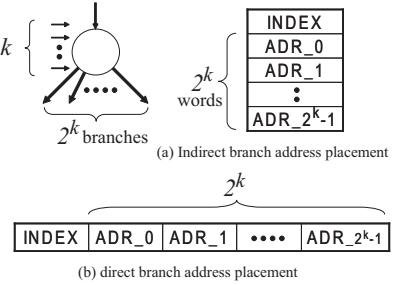 k
2^k branches
2^k
words
INDEX
ADR_0
ADR_1
⋮
ADR_2^k-1
(a) Indirect branch address placement
2^k
INDEX ADR_0 ADR_1 •••• ADR_2^k-1
(b) direct branch address placement